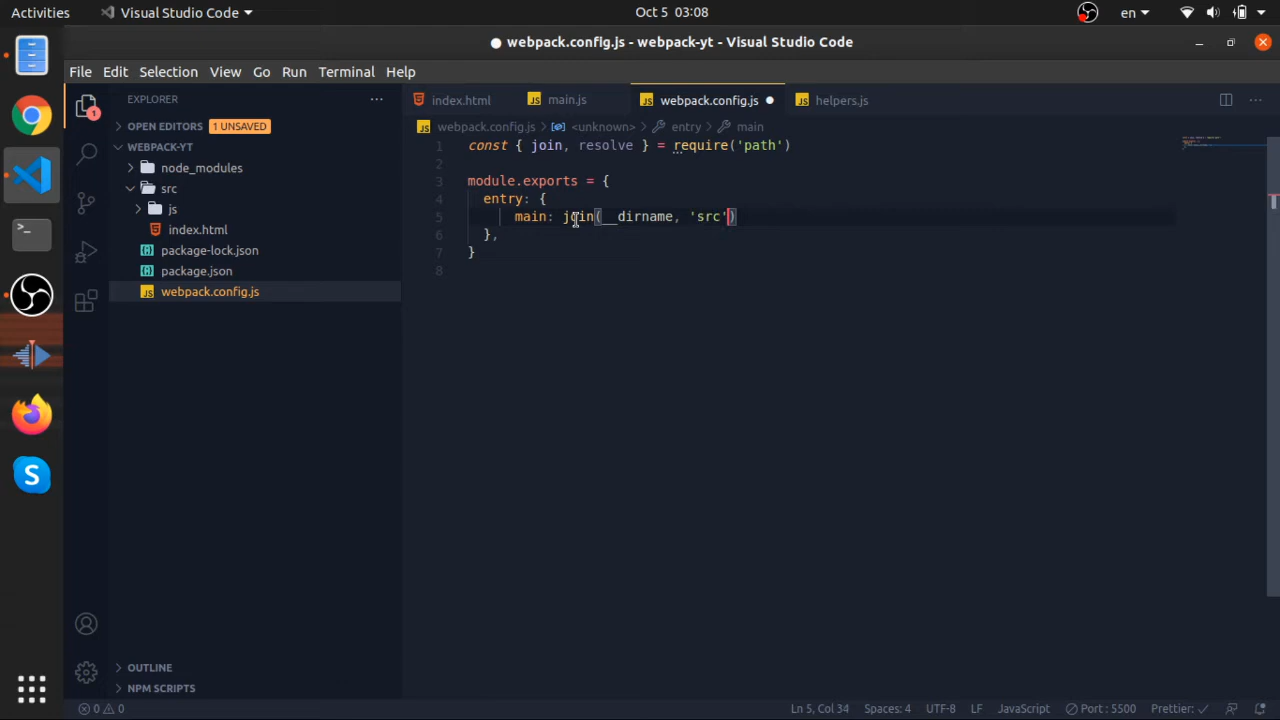 Activities
Visual Studio Code
Oct 5 03:08
en
webpack.config.js - webpack-yt - Visual Studio Code
File Edit Selection View Go Run Terminal Help
EXPLORER
index.html
main.js
webpack.config.js
helpers.js
1
OPEN EDITORS 1 UNSAVED
webpack.config.js > <unknown> > entry > main
WEBPACK-YT
node_modules
src
js
index.html
package-lock.json
package.json
webpack.config.js
1 const { join, resolve } = require('path')
2
3 module.exports = {
4 entry: {
5 main: join(__dirname, 'src')
6 },
7 }
8
OUTLINE
NPM SCRIPTS
0 0
Ln 5, Col 34
Spaces: 4
UTF-8
LF
JavaScript
Port : 5500
Prettier: ✓